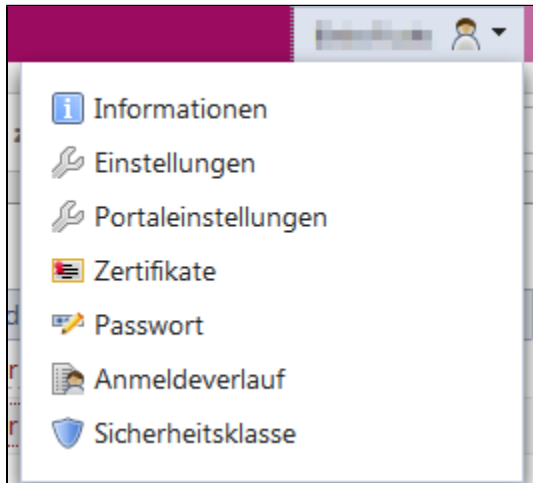 Informationen
Einstellungen
Portaleinstellungen
Zertifikate
Passwort
Anmeldeverlauf
Sicherheitsklasse